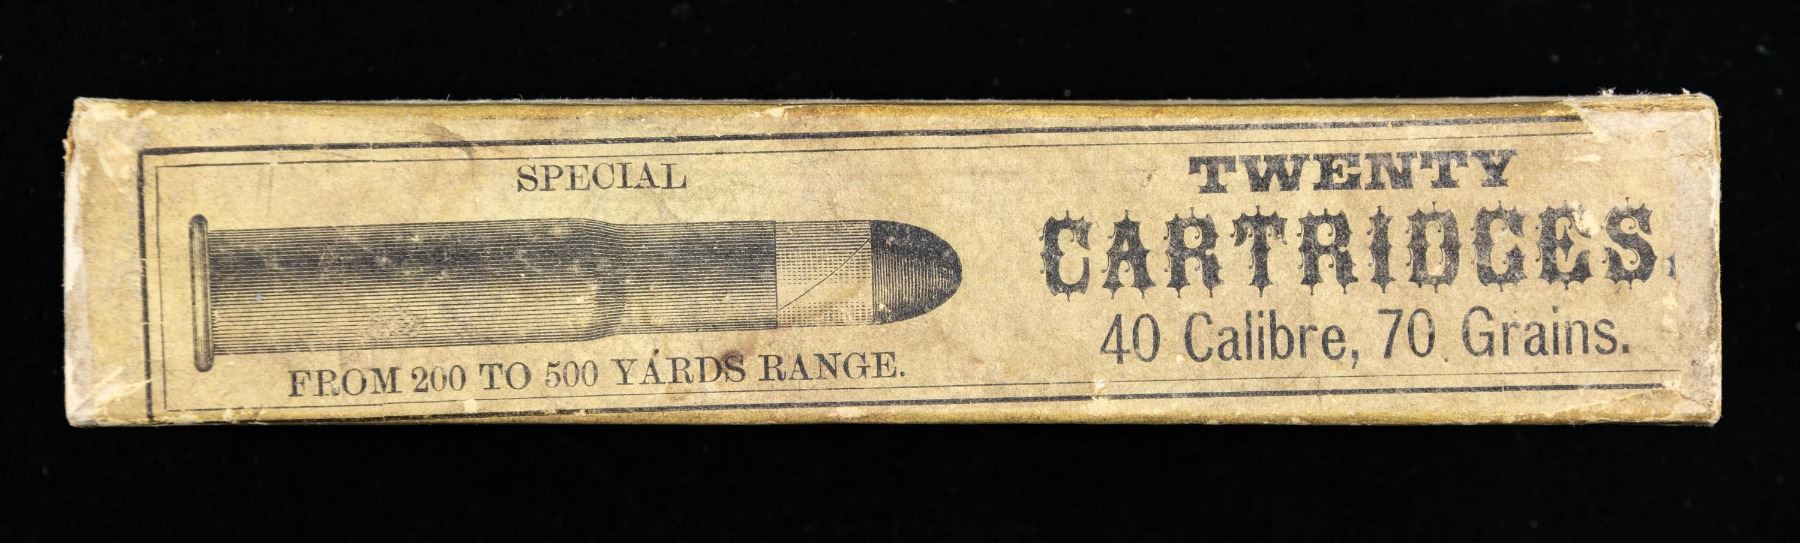 SPECIAL
FROM 200 TO 500 YARDS RANGE.
TWENTY
CARTRIDGES.
40 Calibre, 70 Grains.